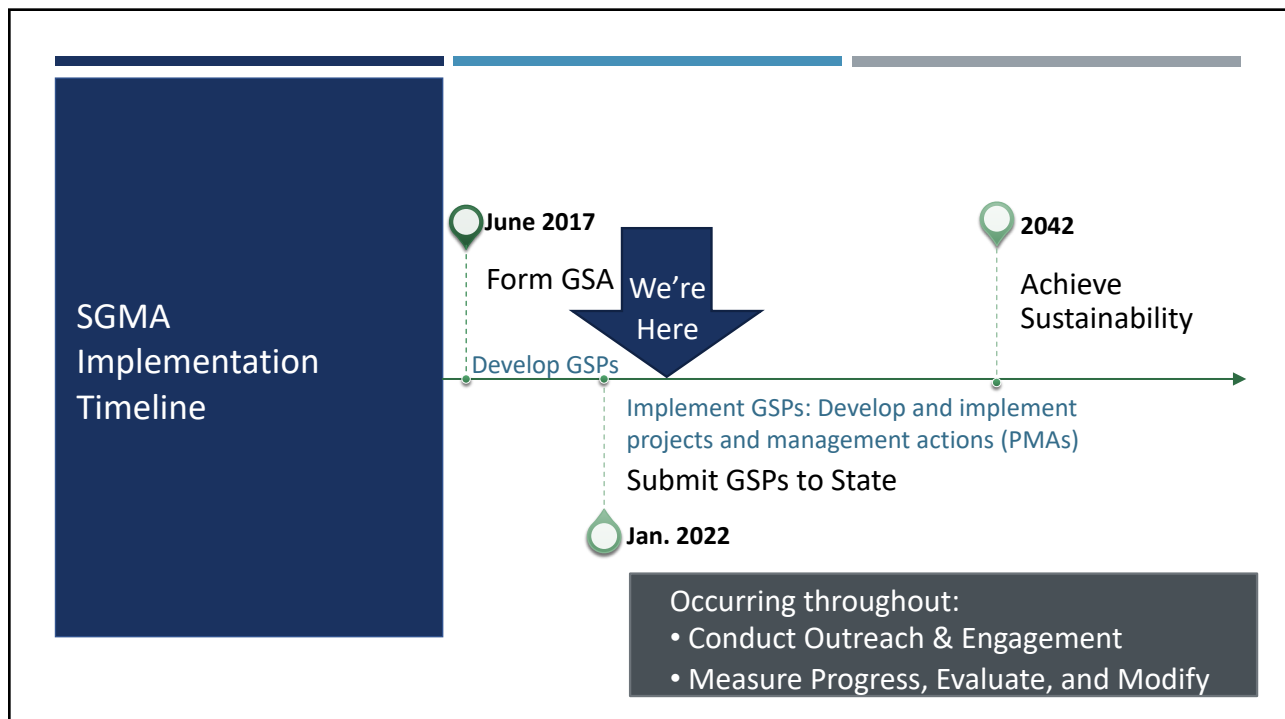 SGMA
Implementation
Timeline
June 2017
Form GSA
We’re
Here
2042
Achieve
Sustainability
Develop GSPs
Implement GSPs: Develop and implement
projects and management actions (PMAs)
Submit GSPs to State
Jan. 2022
Occurring throughout:
• Conduct Outreach & Engagement
• Measure Progress, Evaluate, and Modify